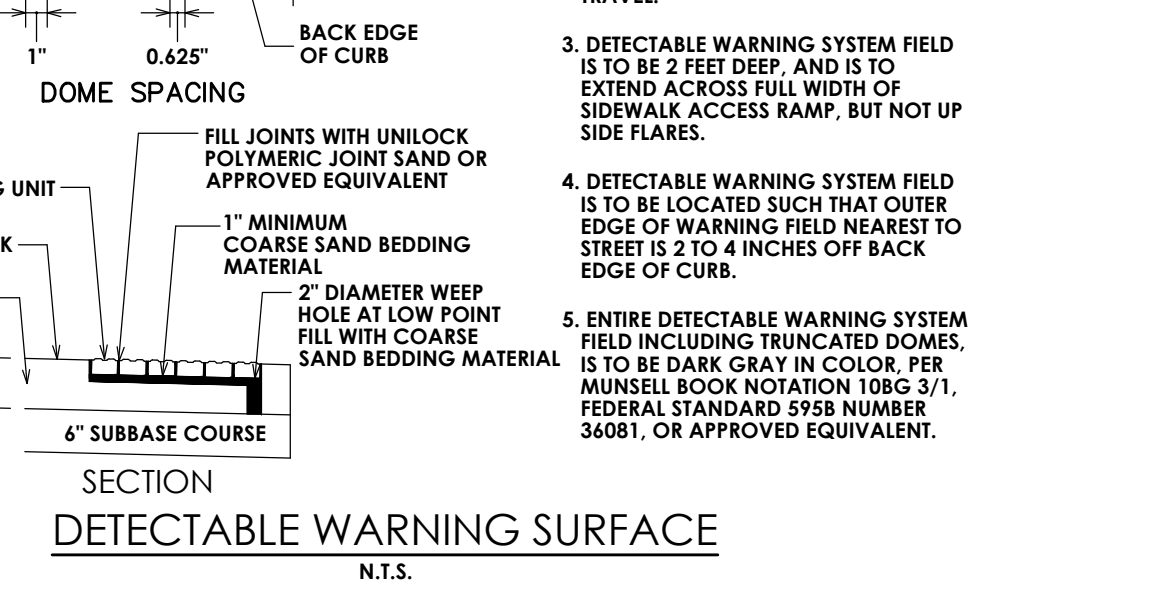 1"
0.625"
BACK EDGE
OF CURB
DOME SPACING
FILL JOINTS WITH UNILOCK
POLYMERIC JOINT SAND OR
APPROVED EQUIVALENT
UNIT
1" MINIMUM
COARSE SAND BEDDING
MATERIAL
K
2" DIAMETER WEEP
HOLE AT LOW POINT
FILL WITH COARSE
SAND BEDDING MATERIAL
6" SUBBASE COURSE
SECTION
DETECTABLE WARNING SURFACE
N.T.S.
TRAVEL.
3. DETECTABLE WARNING SYSTEM FIELD
IS TO BE 2 FEET DEEP, AND IS TO
EXTEND ACROSS FULL WIDTH OF
SIDEWALK ACCESS RAMP, BUT NOT UP
SIDE FLARES.
4. DETECTABLE WARNING SYSTEM FIELD
IS TO BE LOCATED SUCH THAT OUTER
EDGE OF WARNING FIELD NEAREST TO
STREET IS 2 TO 4 INCHES OFF BACK
EDGE OF CURB.
5. ENTIRE DETECTABLE WARNING SYSTEM
FIELD INCLUDING TRUNCATED DOMES,
IS TO BE DARK GRAY IN COLOR, PER
MUNSELL BOOK NOTATION 10BG 3/1,
FEDERAL STANDARD 595B NUMBER
36081, OR APPROVED EQUIVALENT.